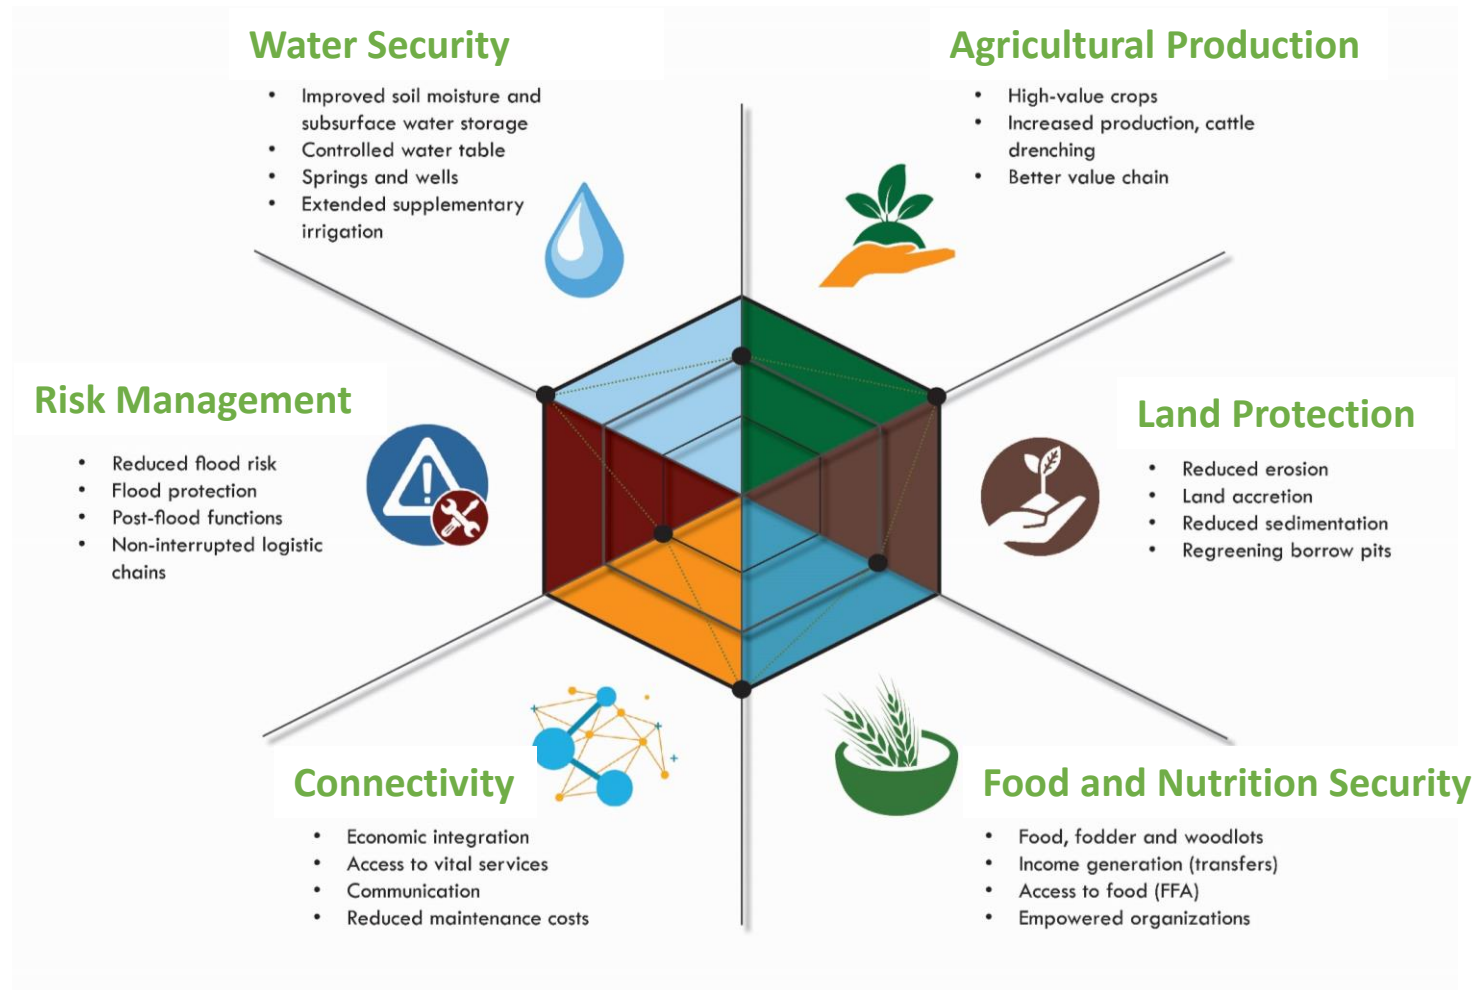 Water Security
• Improved soil moisture and
subsurface water storage
• Controlled water table
• Springs and wells
• Extended supplementary
irrigation
Agricultural Production
• High-value crops
• Increased production, cattle
drenching
• Better value chain
Risk Management
• Reduced flood risk
• Flood protection
• Post-flood functions
• Non-interrupted logistic
chains
Land Protection
• Reduced erosion
• Land accretion
• Reduced sedimentation
• Regreening borrow pits
Connectivity
• Economic integration
• Access to vital services
• Communication
• Reduced maintenance costs
Food and Nutrition Security
• Food, fodder and woodlots
• Income generation (transfers)
• Access to food (FFA)
• Empowered organizations